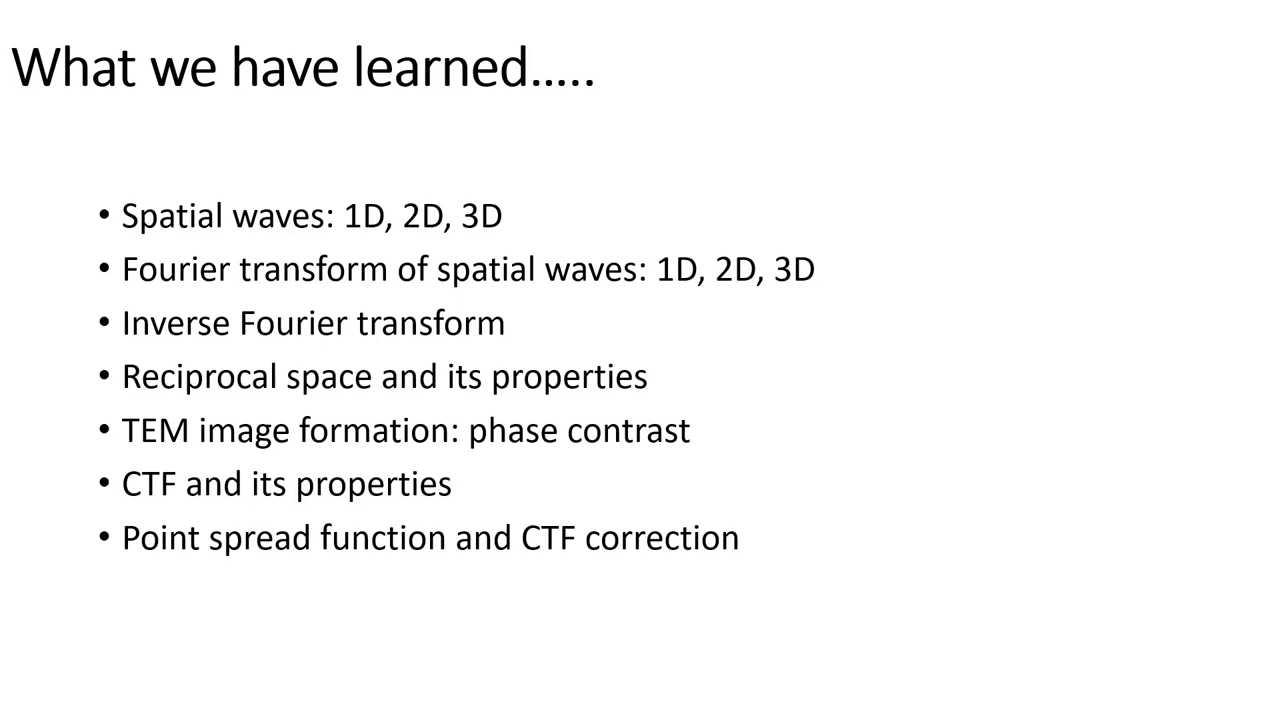 What we have learned.....
• Spatial waves: 1D, 2D, 3D
• Fourier transform of spatial waves: 1D, 2D, 3D
• Inverse Fourier transform
• Reciprocal space and its properties
• TEM image formation: phase contrast
• CTF and its properties
• Point spread function and CTF correction